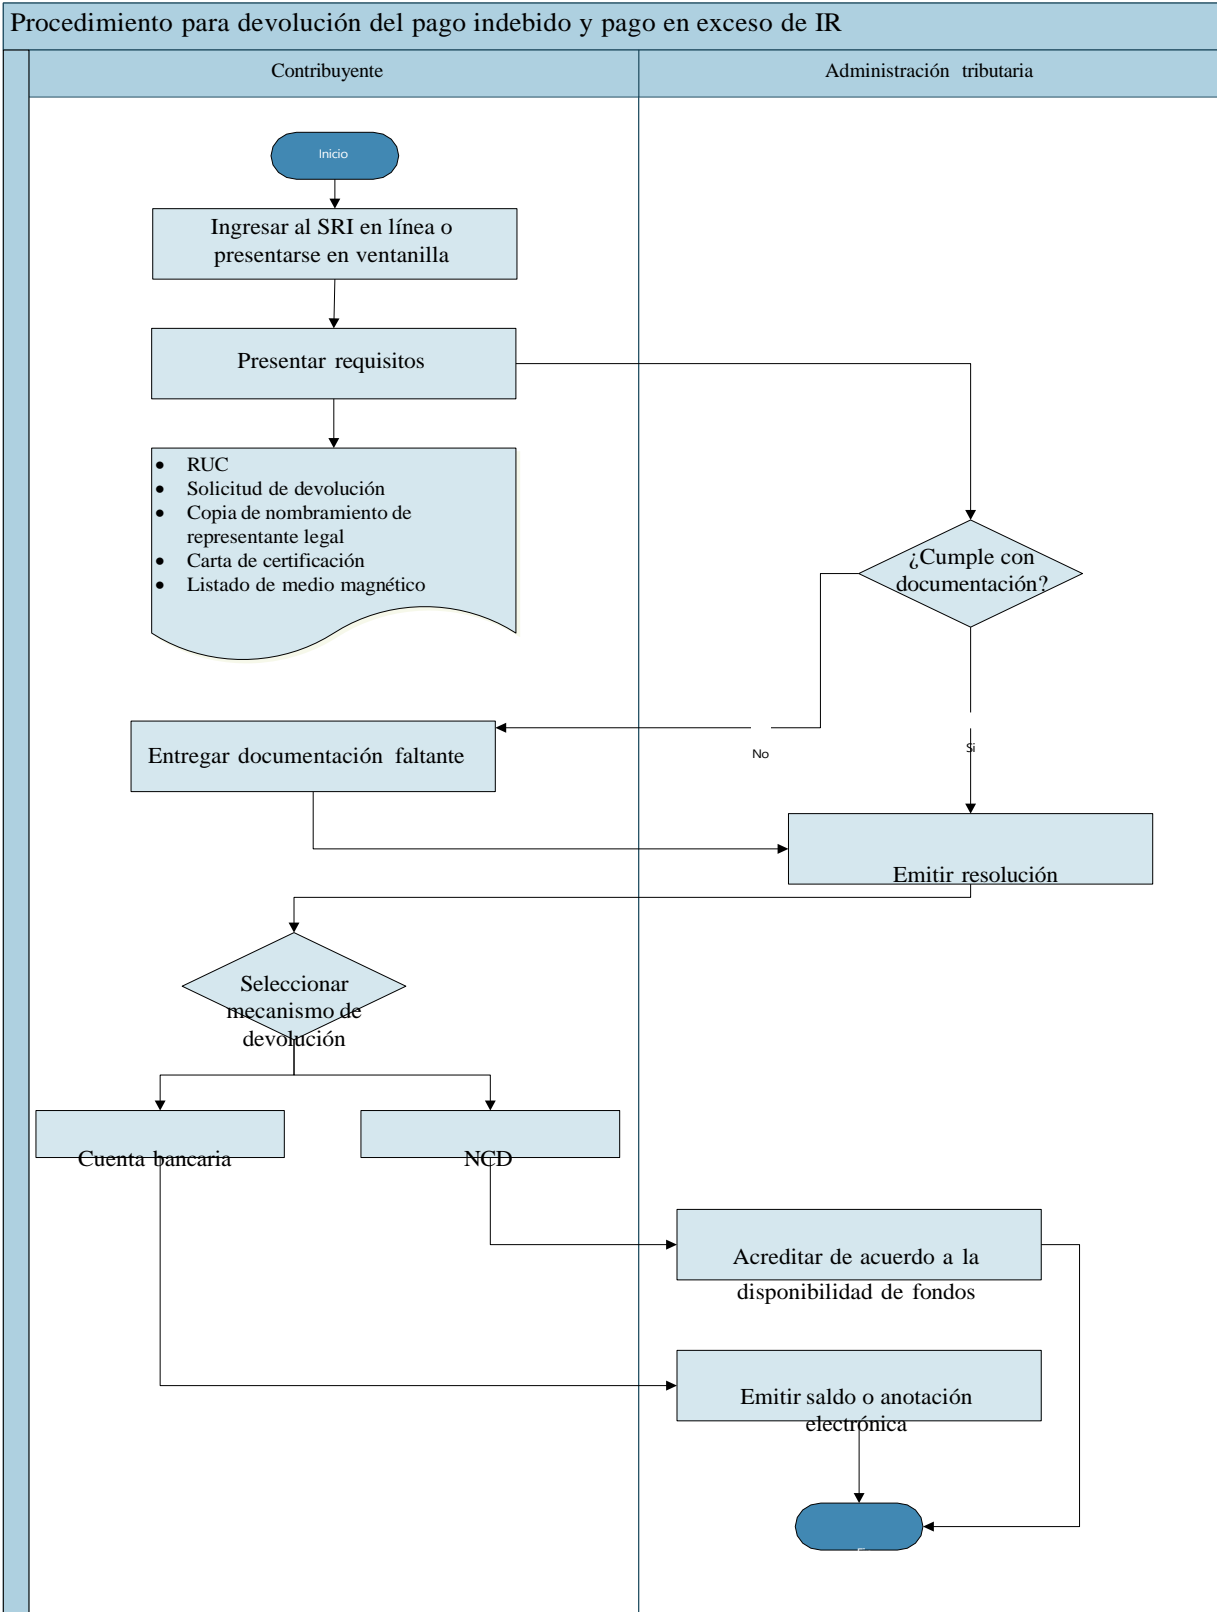 Procedimiento para devolución del pago indebido y pago en exceso de IR
Contribuyente
Administración tributaria
Inicio
Ingresar al SRI en línea o
presentarse en ventanilla
Presentar requisitos
• RUC
• Solicitud de devolución
• Copia de nombramiento de
representante legal
• Carta de certificación
• Listado de medio magnético
¿Cumple con
documentación?
Entregar documentación faltante
No
Si
Emitir resolución
Seleccionar
mecanismo de
devolución
Cuenta bancaria
NCD
Acreditar de acuerdo a la
disponibilidad de fondos
Emitir saldo o anotación
electrónica